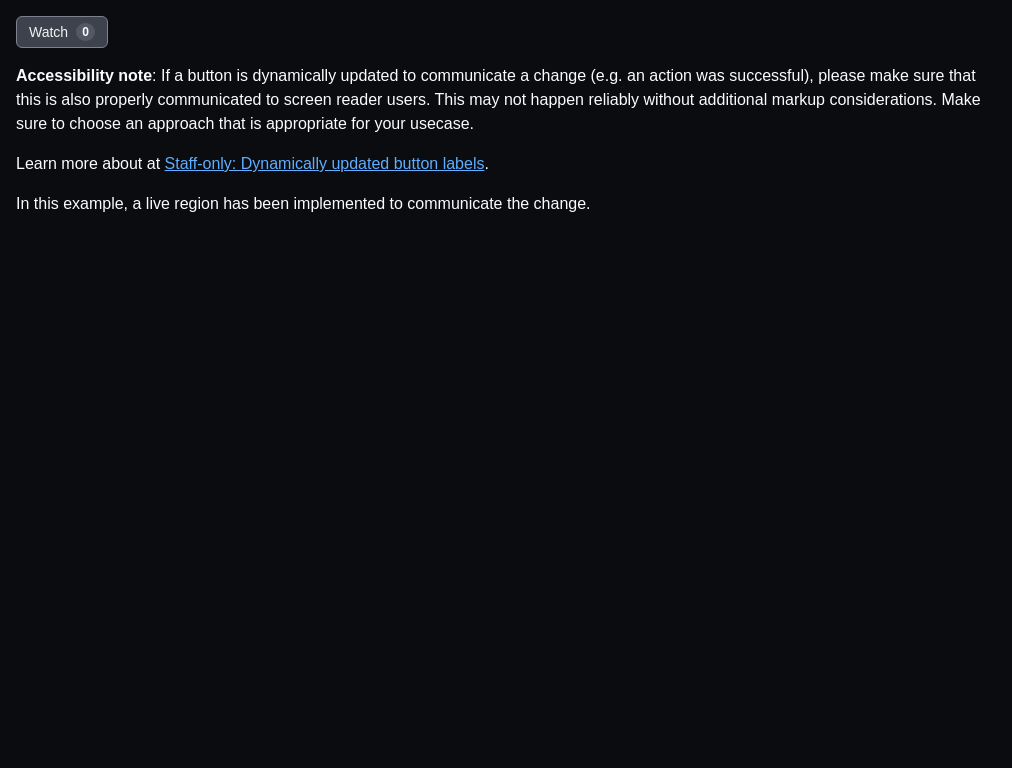 Watch 0
Accessibility note: If a button is dynamically updated to communicate a change (e.g. an action was successful), please make sure that
this is also properly communicated to screen reader users. This may not happen reliably without additional markup considerations. Make
sure to choose an approach that is appropriate for your usecase.
Learn more about at Staff-only: Dynamically updated button labels.
In this example, a live region has been implemented to communicate the change.